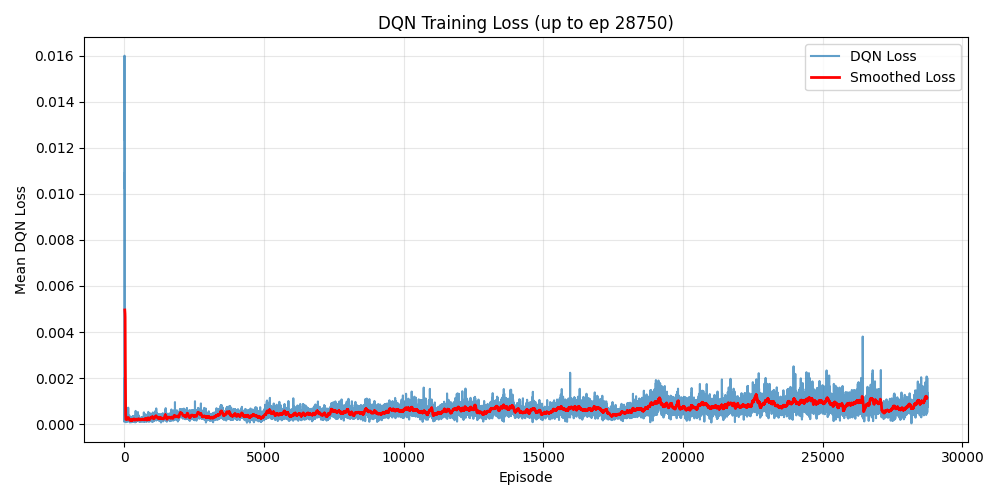 DQN Training Loss (up to ep 28750)
DQN Loss
Smoothed Loss
Mean DQN Loss
0.016
0.014
0.012
0.010
0.008
0.006
0.004
0.002
0.000
0 5000 10000 15000 20000 25000 30000
Episode